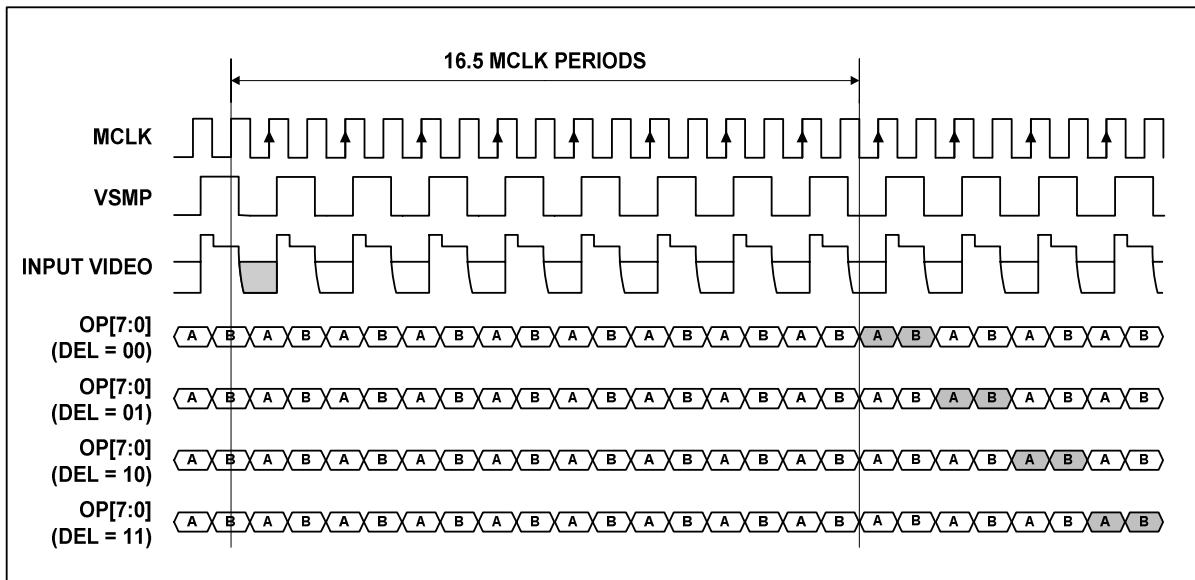 16.5 MCLK PERIODS
MCLK
VSMP
INPUT VIDEO
OP[7:0]
(DEL = 00)
A B A B A B A B A B A B A B A B A B A B A B A B A B
OP[7:0]
(DEL = 01)
A B A B A B A B A B A B A B A B A B A B A B A B A B
OP[7:0]
(DEL = 10)
A B A B A B A B A B A B A B A B A B A B A B A B A B
OP[7:0]
(DEL = 11)
A B A B A B A B A B A B A B A B A B A B A B A B A B